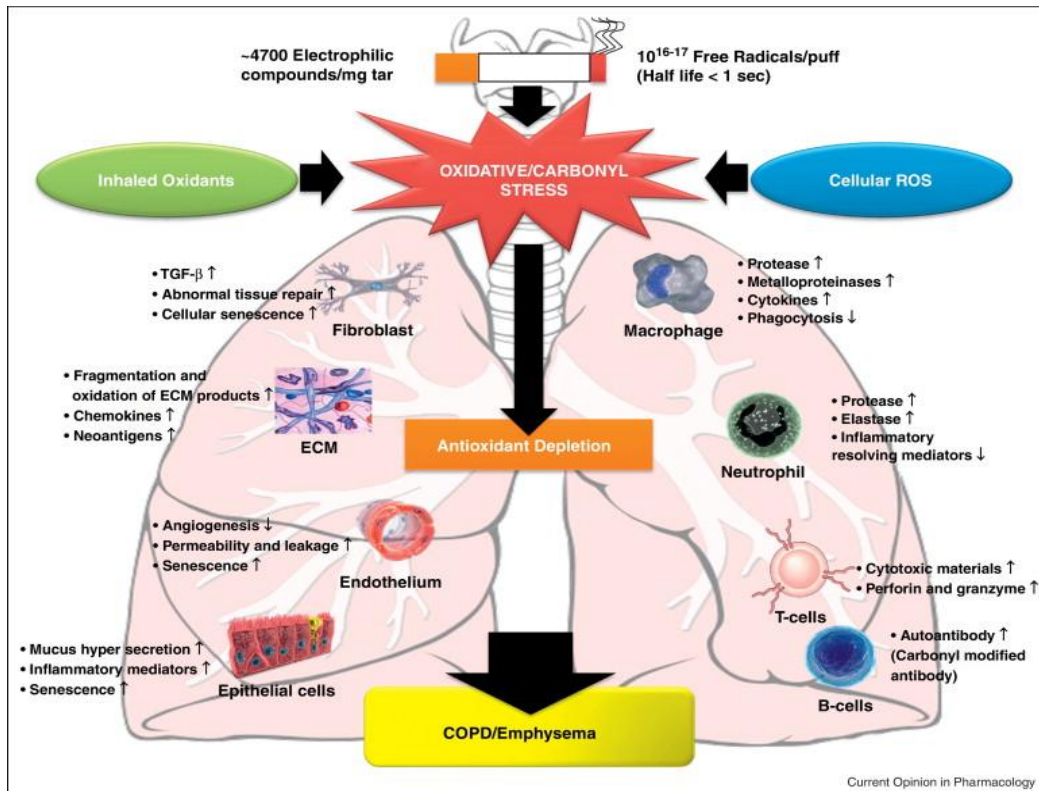 ~4700 Electrophilic
compounds/mg tar
10^16-17 Free Radicals/puff
(Half life < 1 sec)
Inhaled Oxidants
OXIDATIVE/CARBONYL
STRESS
Cellular ROS
• TGF-β ↑
• Abnormal tissue repair ↑
• Cellular senescence ↑
Fibroblast
• Protease ↑
• Metalloproteinases ↑
• Cytokines ↑
• Phagocytosis ↓
Macrophage
• Fragmentation and
oxidation of ECM products ↑
• Chemokines ↑
• Neoantigens ↑
ECM
Antioxidant Depletion
• Protease ↑
• Elastase ↑
• Inflammatory
resolving mediators ↓
Neutrophil
• Angiogenesis ↓
• Permeability and leakage ↑
• Senescence ↑
Endothelium
• Cytotoxic materials ↑
• Perforin and granzyme ↑
T-cells
• Mucus hyper secretion ↑
• Inflammatory mediators ↑
• Senescence ↑
Epithelial cells
• Autoantibody ↑
(Carbonyl modified
antibody)
B-cells
COPD/Emphysema
Current Opinion in Pharmacology